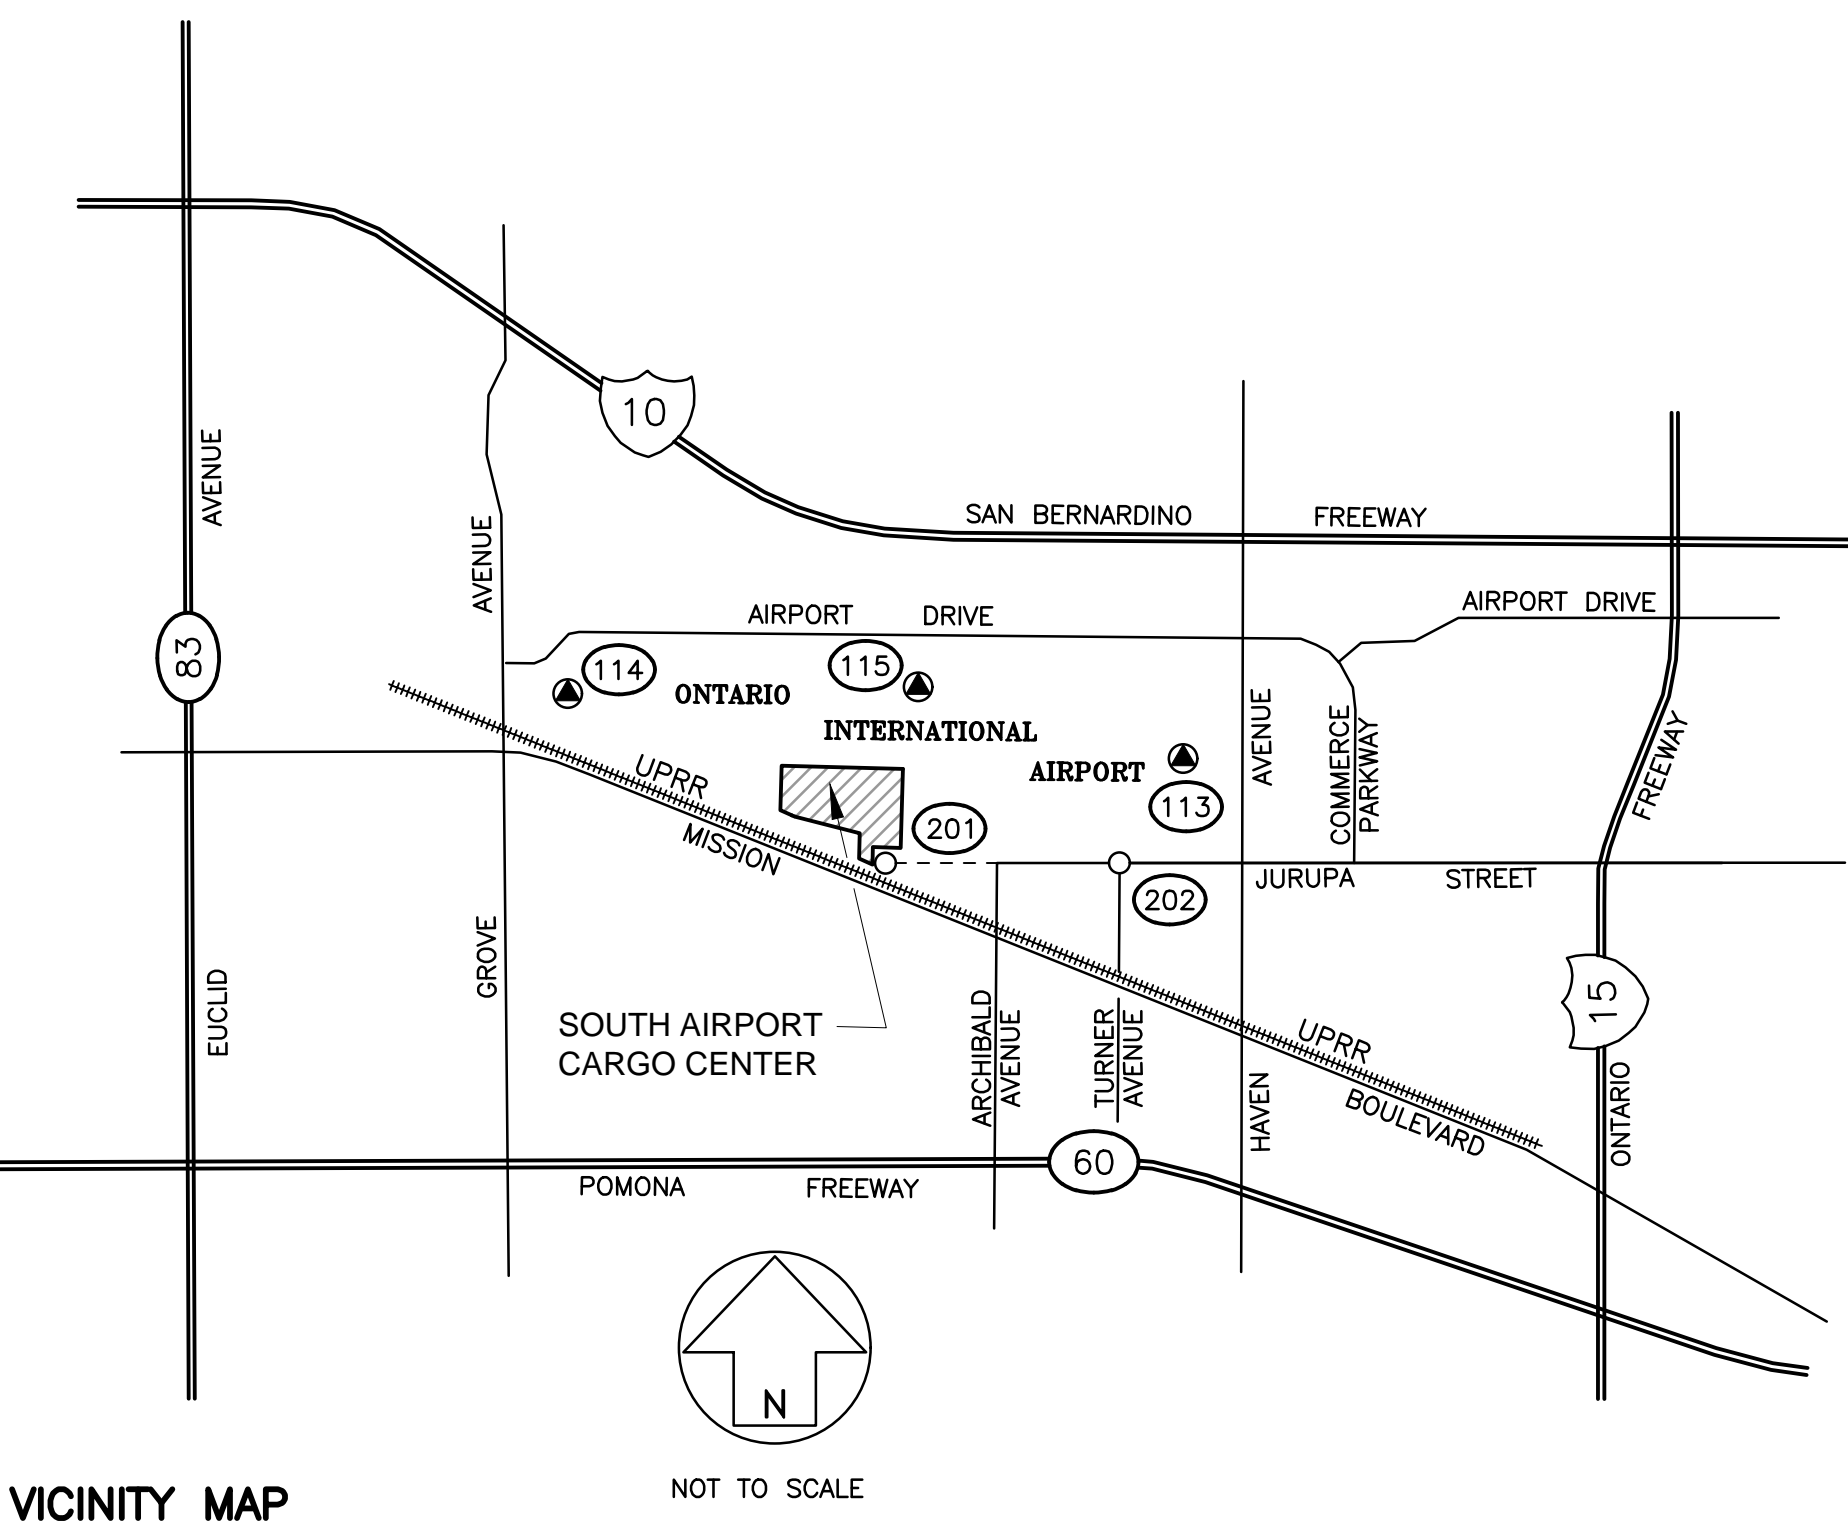 10
AVENUE
83
EUCLID
AVENUE
GROVE
SAN BERNARDINO FREEWAY
AIRPORT DRIVE
AIRPORT DRIVE
114
115
ONTARIO
INTERNATIONAL
AIRPORT
113
201
202
UPRR
MISSION
AVENUE
HAVEN
COMMERCE
PARKWAY
FREEWAY
JURUPA STREET
15
ONTARIO
SOUTH AIRPORT
CARGO CENTER
ARCHIBALD
AVENUE
TURNER
AVENUE
UPRR
BOULEVARD
60
POMONA FREEWAY
N
NOT TO SCALE
VICINITY MAP